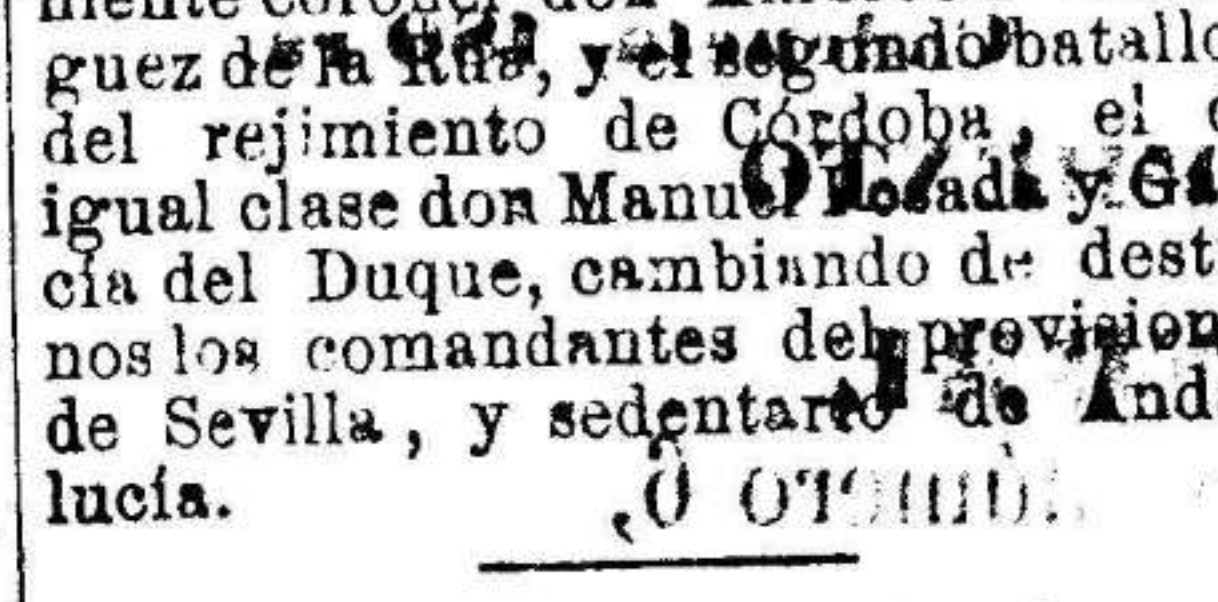 guez de la Rua, y el segundo batallo
del rejimiento de Córdoba, el
igual clase don Manuel Posada y Ga
cía del Duque, cambiando de dest
nos los comandantes del provision
de Sevilla, y sedentario de And
lucía.